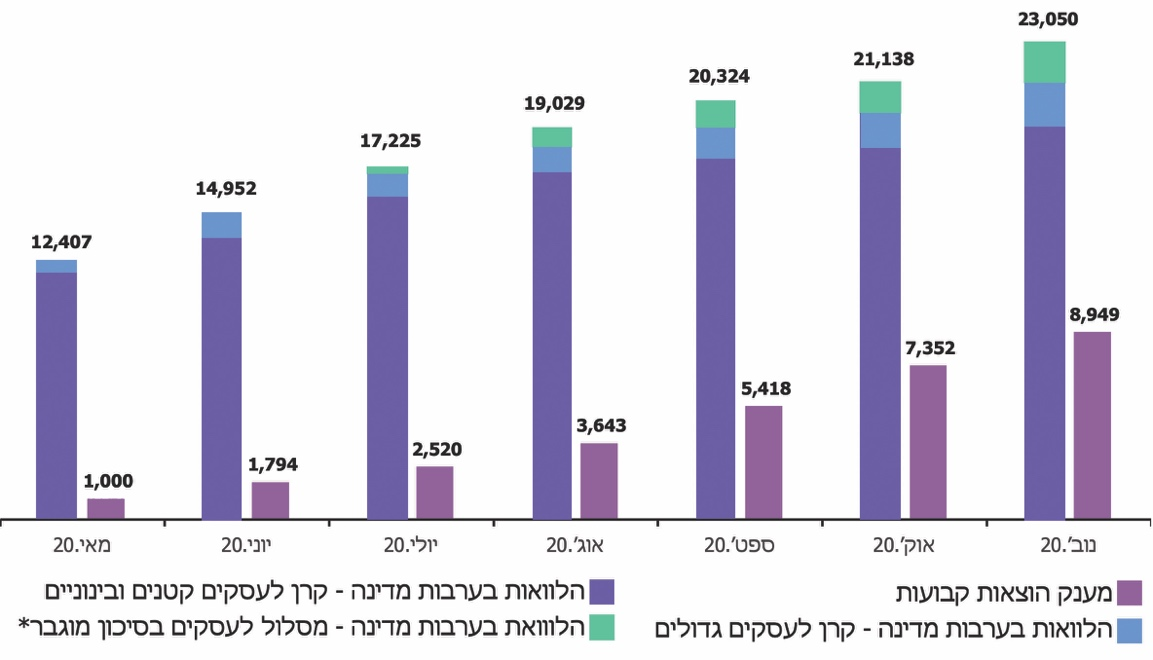 23,050
21,138
20,324
19,029
17,225
14,952
12,407
8,949
7,352
5,418
3,643
2,520
1,794
1,000
מאי.20 יוני.20 יולי.20 אוג'.20 ספט'.20 אוק'.20 נוב'.20
מענק הוצאות קבועות
הלוואות בערבות מדינה - קרן לעסקים קטנים ובינוניים
הלוואות בערבות מדינה - קרן לעסקים גדולים
הלווואת בערבות מדינה - מסלול לעסקים בסיכון מוגבר*